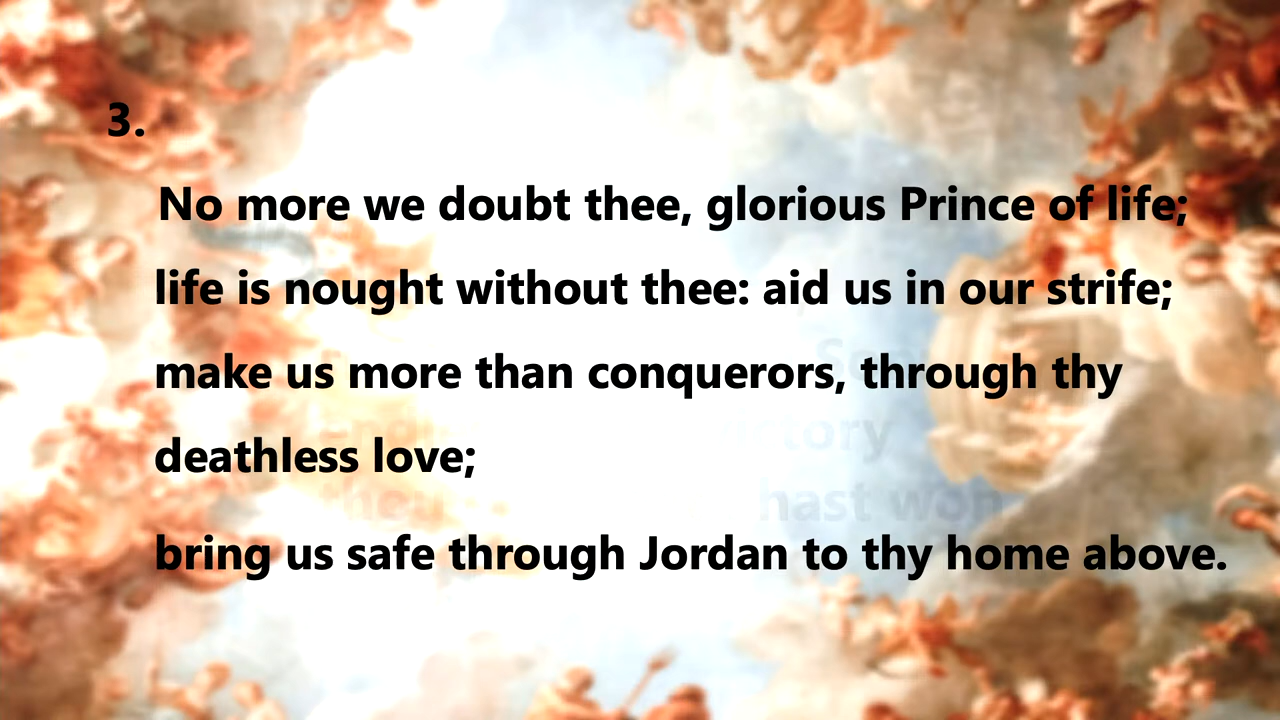 3.
No more we doubt thee, glorious Prince of life;
life is nought without thee: aid us in our strife;
make us more than conquerors, through thy
deathless love;
bring us safe through Jordan to thy home above.
hast won